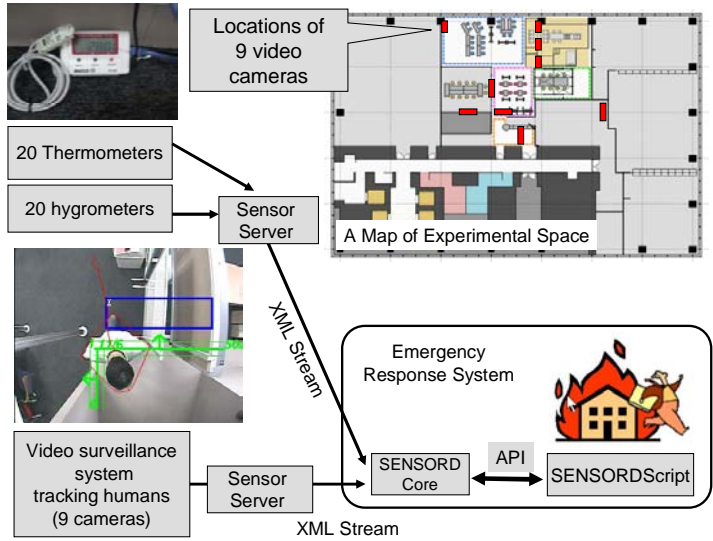 Locations of
9 video
cameras
20 Thermometers
20 hygrometers
Sensor
Server
A Map of Experimental Space
XML Stream
Emergency
Response System
Video surveillance
system
tracking humans
(9 cameras)
Sensor
Server
SENSORD
Core
API
SENSORDScript
XML Stream